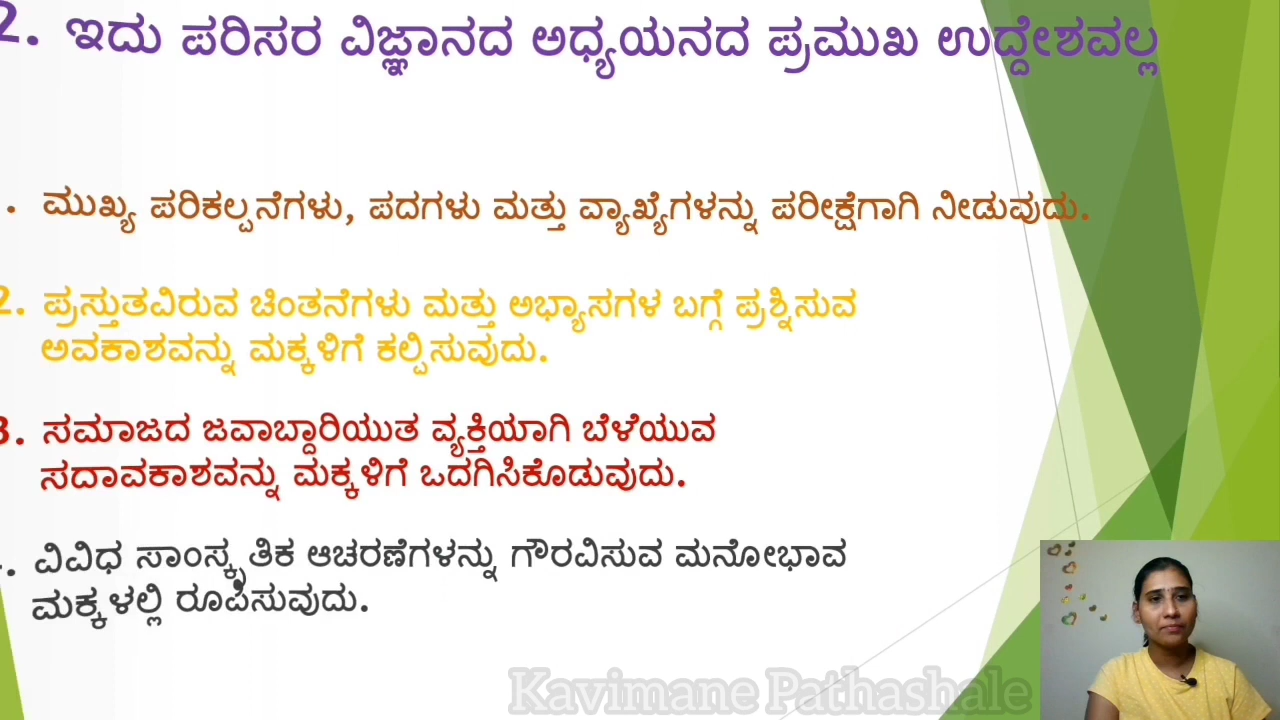 2. ಇದು ಪರಿಸರ ವಿಜ್ಞಾನದ ಅಧ್ಯಯನದ ಪ್ರಮುಖ ಉದ್ದೇಶವಲ್ಲ
. ಮುಖ್ಯ ಪರಿಕಲ್ಪನೆಗಳು, ಪದಗಳು ಮತ್ತು ವ್ಯಾಖ್ಯೆಗಳನ್ನು ಪರೀಕ್ಷೆಗಾಗಿ ನೀಡುವುದು.
2. ಪ್ರಸ್ತುತವಿರುವ ಚಿಂತನೆಗಳು ಮತ್ತು ಅಭ್ಯಾಸಗಳ ಬಗ್ಗೆ ಪ್ರಶ್ನಿಸುವ
ಅವಕಾಶವನ್ನು ಮಕ್ಕಳಿಗೆ ಕಲ್ಪಿಸುವುದು.
3. ಸಮಾಜದ ಜವಾಬ್ದಾರಿಯುತ ವ್ಯಕ್ತಿಯಾಗಿ ಬೆಳೆಯುವ
ಸದಾವಕಾಶವನ್ನು ಮಕ್ಕಳಿಗೆ ಒದಗಿಸಿಕೊಡುವುದು.
. ವಿವಿಧ ಸಾಂಸ್ಕೃತಿಕ ಆಚರಣೆಗಳನ್ನು ಗೌರವಿಸುವ ಮನೋಭಾವ
ಮಕ್ಕಳಲ್ಲಿ ರೂಪಿಸುವುದು.
Kavimane Pathashale